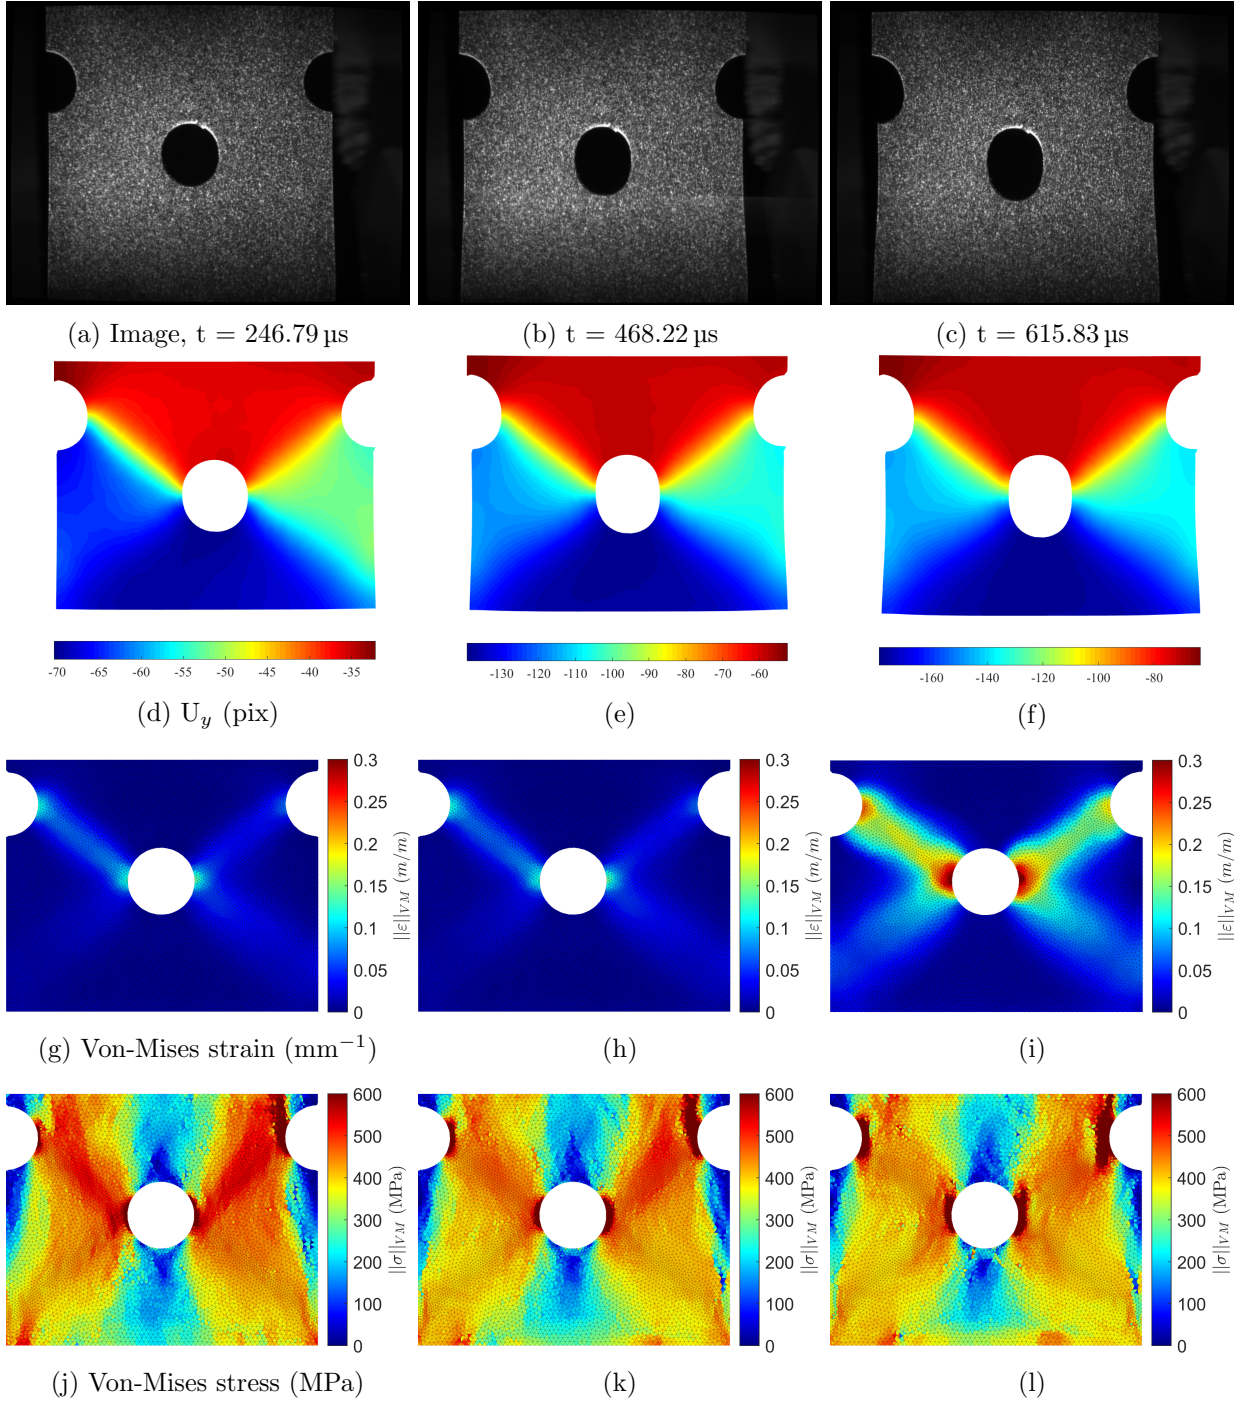 (a) Image, t = 246.79 µs
(b) t = 468.22 µs
(c) t = 615.83 µs
-70 -65 -60 -55 -50 -45 -40 -35
-130 -120 -110 -100 -90 -80 -70 -60
-160 -140 -120 -100 -80
(d) U_y (pix)
(e)
(f)
0.3
0.25
0.2
0.15
0.1
0.05
0
||ε||_VM (m/m)
0.3
0.25
0.2
0.15
0.1
0.05
0
||ε||_VM (m/m)
0.3
0.25
0.2
0.15
0.1
0.05
0
||ε||_VM (m/m)
(g) Von-Mises strain (mm⁻¹)
(h)
(i)
600
500
400
300
200
100
0
||σ||_VM (MPa)
600
500
400
300
200
100
0
||σ||_VM (MPa)
600
500
400
300
200
100
0
||σ||_VM (MPa)
(j) Von-Mises stress (MPa)
(k)
(l)